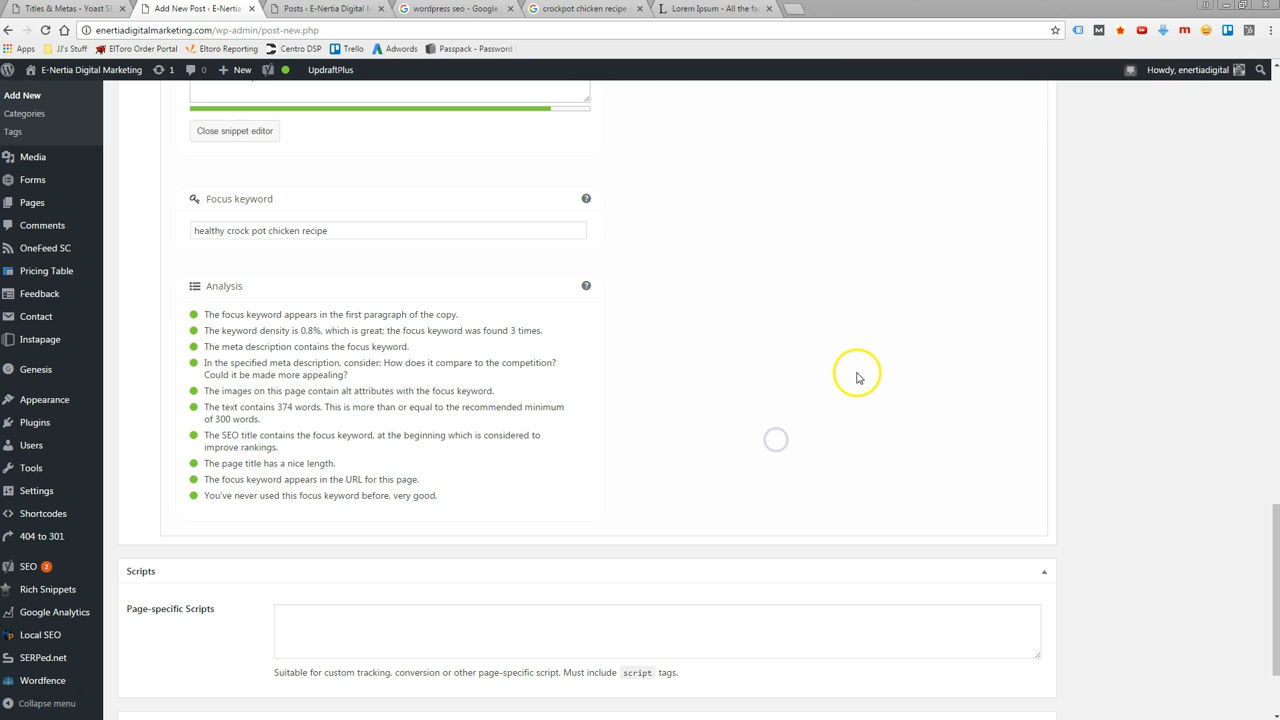 Titles & Metas - Yoast S
Add New Post ‹ E-Nertia
Posts ‹ E-Nertia Digital M
wordpress seo - Google
crockpot chicken recipe
Lorem Ipsum - All the fa
enertiadigitalmarketing.com/wp-admin/post-new.php
Apps JJ's Stuff ElToro Order Portal Eltoro Reporting Centro DSP Trello Adwords Passpack - Password
E-Nertia Digital Marketing 1 0 + New UpdraftPlus Howdy, enertiadigital
Add New
Categories
Tags
Media
Forms
Pages
Comments
OneFeed SC
Pricing Table
Feedback
Contact
Instapage
Genesis
Appearance
Plugins
Users
Tools
Settings
Shortcodes
404 to 301
SEO 2
Rich Snippets
Google Analytics
Local SEO
SERPed.net
Wordfence
Collapse menu
Close snippet editor
Focus keyword ?
healthy crock pot chicken recipe
Analysis ?
The focus keyword appears in the first paragraph of the copy.
The keyword density is 0.8%, which is great; the focus keyword was found 3 times.
The meta description contains the focus keyword.
In the specified meta description, consider: How does it compare to the competition?
Could it be made more appealing?
The images on this page contain alt attributes with the focus keyword.
The text contains 374 words. This is more than or equal to the recommended minimum
of 300 words.
The SEO title contains the focus keyword, at the beginning which is considered to
improve rankings.
The page title has a nice length.
The focus keyword appears in the URL for this page.
You've never used this focus keyword before, very good.
Scripts
Page-specific Scripts
Suitable for custom tracking, conversion or other page-specific script. Must include script tags.